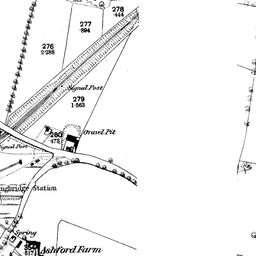 278
.444
277
.894
276
2.288
Signal Post
279
1.563
280
.478
Gravel Pit
Signal Post
Station
Spring
Ashford Farm